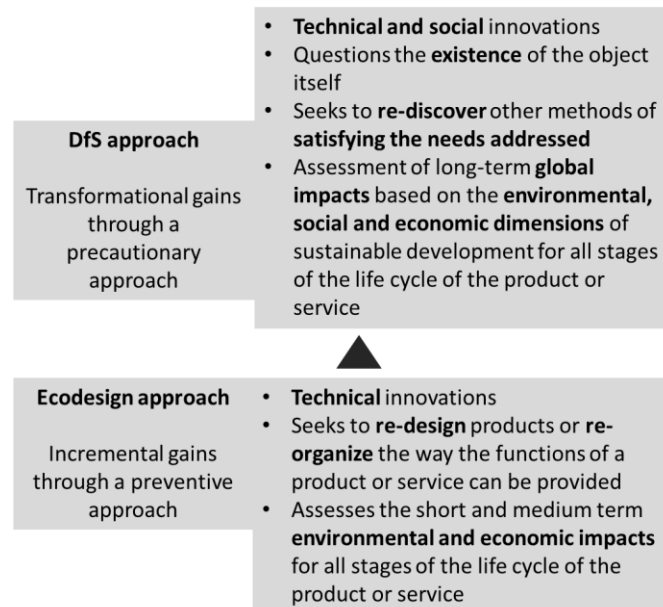 DfS approach
Transformational gains
through a
precautionary
approach
• Technical and social innovations
• Questions the existence of the object
itself
• Seeks to re-discover other methods of
satisfying the needs addressed
• Assessment of long-term global
impacts based on the environmental,
social and economic dimensions of
sustainable development for all stages
of the life cycle of the product or
service
Ecodesign approach
Incremental gains
through a preventive
approach
• Technical innovations
• Seeks to re-design products or re-
organize the way the functions of a
product or service can be provided
• Assesses the short and medium term
environmental and economic impacts
for all stages of the life cycle of the
product or service